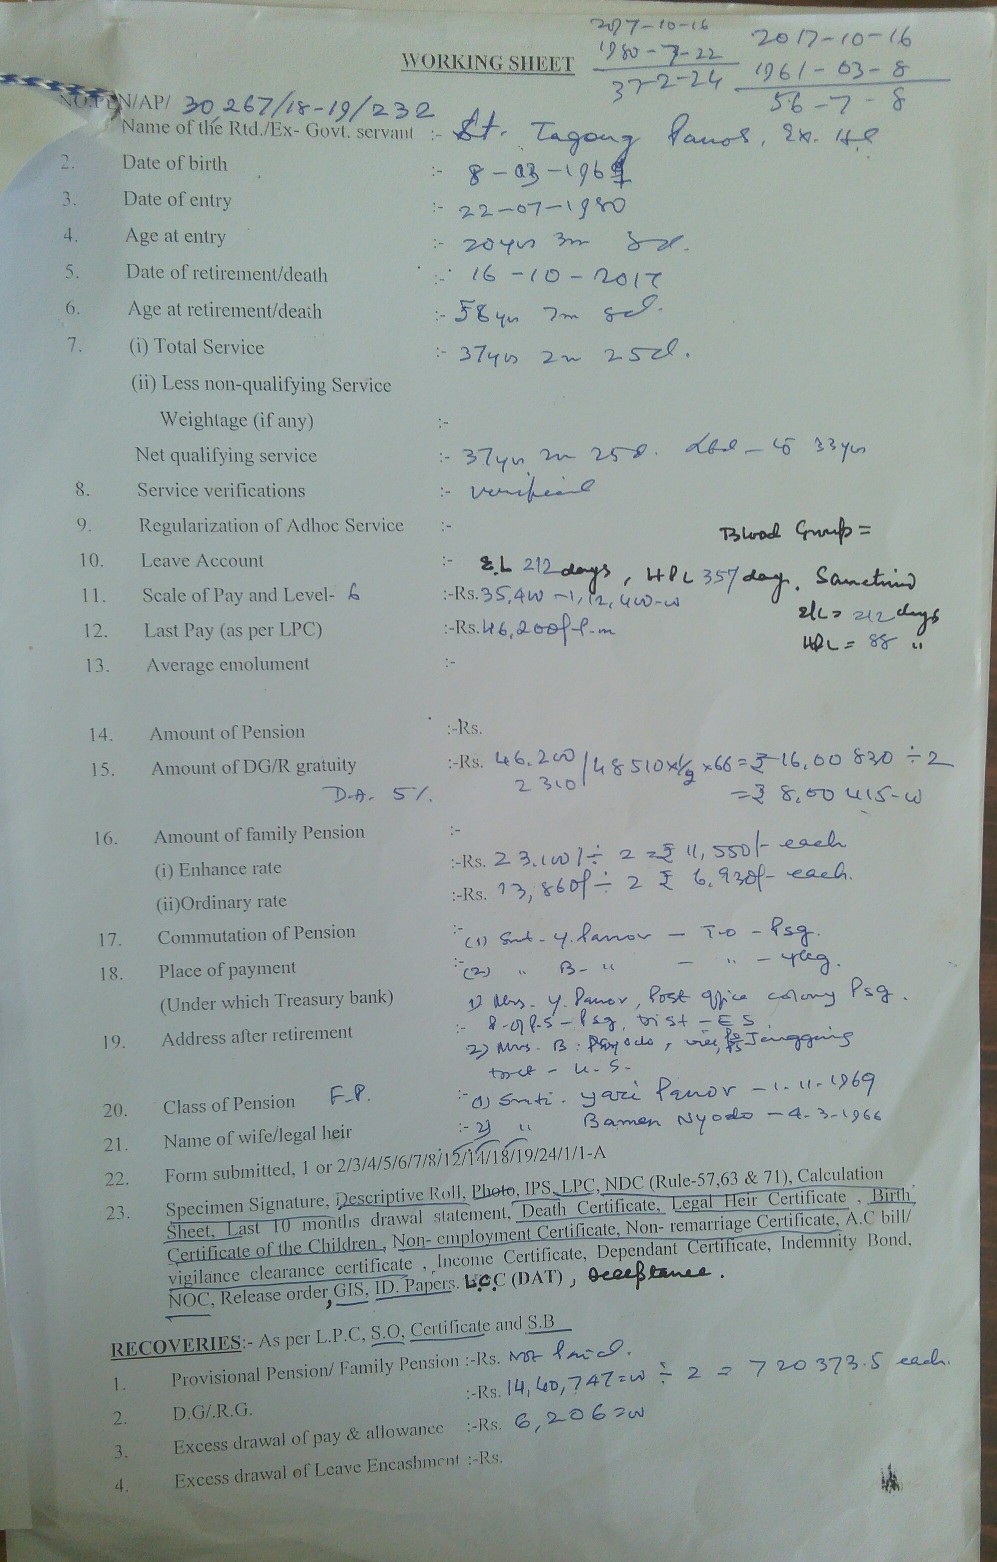 2017-10-16
1980-7-22
37-2-24
2017-10-16
1961-03-8
56-7-8
WORKING SHEET
NO.PEN/AP/ 30267/18-19/232
Name of the Rtd./Ex- Govt. servant :- Tagong Panor, Ex.
2. Date of birth :- 8-03-1961
3. Date of entry :- 22-07-1980
4. Age at entry :- 20yrs 3m 8d.
5. Date of retirement/death :- 16-10-2017
6. Age at retirement/death :- 56yrs 7m 8d.
7. (i) Total Service :- 37yrs 2m 25d.
(ii) Less non-qualifying Service
Weightage (if any) :-
Net qualifying service :- 37yrs 2m 25d. 33yrs
8. Service verifications :- verified
9. Regularization of Adhoc Service :-
Blood Group =
10. Leave Account :- E.L 212 days, HPL 357 day. Sanctiond
11. Scale of Pay and Level- 6 :-Rs.35,400-1,12,400-00
E/L = 212 days
12. Last Pay (as per LPC) :-Rs.46,200/-P.m
HPL = 88 "
13. Average emolument :-
14. Amount of Pension :-Rs.
15. Amount of DG/R gratuity :-Rs. 46,200 / 48510x1/2 x66=₹ 16,00 830 ÷ 2
2310
D.A. 5% =₹ 8,00 415-00
16. Amount of family Pension :-
(i) Enhance rate :-Rs. 23,100/÷ 2 =₹ 11,550/- each
(ii)Ordinary rate :-Rs. 13,860/÷ 2 ₹ 6,930/- each.
17. Commutation of Pension :-
(1) Smt. Y. Panor - T.O - Psg.
18. Place of payment :-
(2) " B- " - " - Ykg.
(Under which Treasury bank)
1) Mrs. Y. Panor, Post office colony Psg.
19. Address after retirement :- P.O/P.S - Psg, Dist - E S
2) Mrs. B. Nyodo, Jengging
- U.S.
20. Class of Pension F.P. :- 1) Smti. Yari Panor - 1.11.1969
21. Name of wife/legal heir :- 2) " Bamen Nyodo - 4.3.1966
22. Form submitted, 1 or 2/3/4/5/6/7/8/12/14/18/19/24/1/1-A
23. Specimen Signature, Descriptive Roll, Photo, IPS, LPC, NDC (Rule-57,63 & 71), Calculation
Sheet, Last 10 months drawal statement, Death Certificate, Legal Heir Certificate , Birth
Certificate of the Children , Non- employment Certificate, Non- remarriage Certificate, A.C bill/
vigilance clearance certificate , Income Certificate, Dependant Certificate, Indemnity Bond,
NOC, Release order, GIS, ID. Papers. LCC (DAT) , Acceptance.
RECOVERIES:- As per L.P.C, S.O, Certificate and S.B
1. Provisional Pension/ Family Pension :-Rs. Not Paid.
2. D.G/.R.G. :-Rs. 14,40,747=00 ÷ 2 = 720373.5 each.
3. Excess drawal of pay & allowance :-Rs. 6,206=00
4. Excess drawal of Leave Encashment :-Rs.